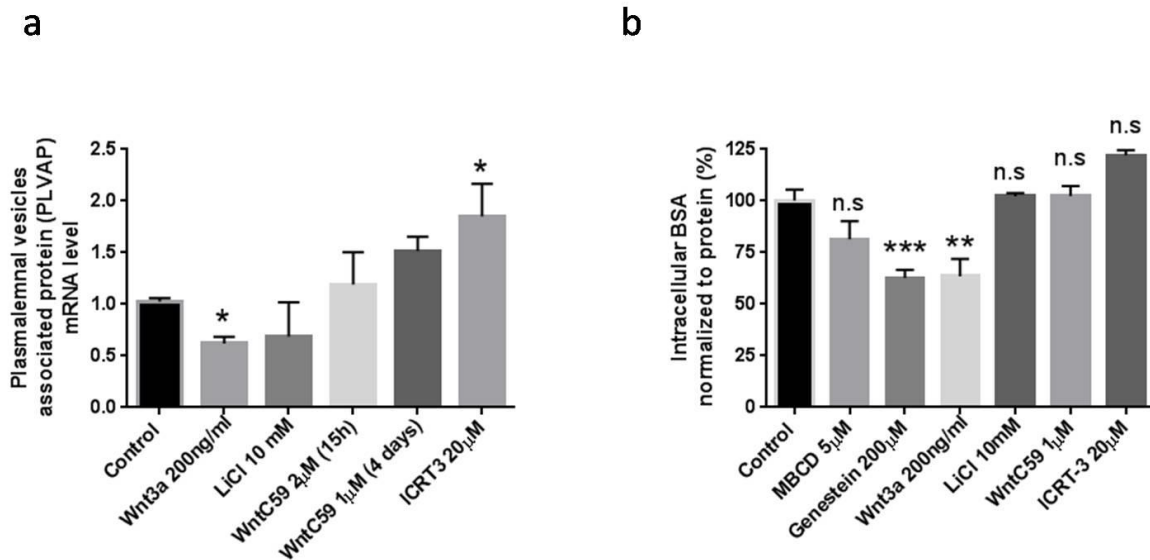 a
Plasmalemnal vesicles
associated protein (PLVAP)
mRNA level
2.5
2.0
1.5
1.0
0.5
0.0
*
*
Control
Wnt3a 200ng/ml
LiCl 10 mM
WntC59 2µM (15h)
WntC59 1µM (4 days)
ICRT3 20µM
b
Intracellular BSA
normalized to protein (%)
125
100
75
50
25
0
n.s
***
**
n.s
n.s
n.s
Control
MBCD 5µM
Genestein 200µM
Wnt3a 200ng/ml
LiCl 10mM
WntC59 1µM
ICRT-3 20µM